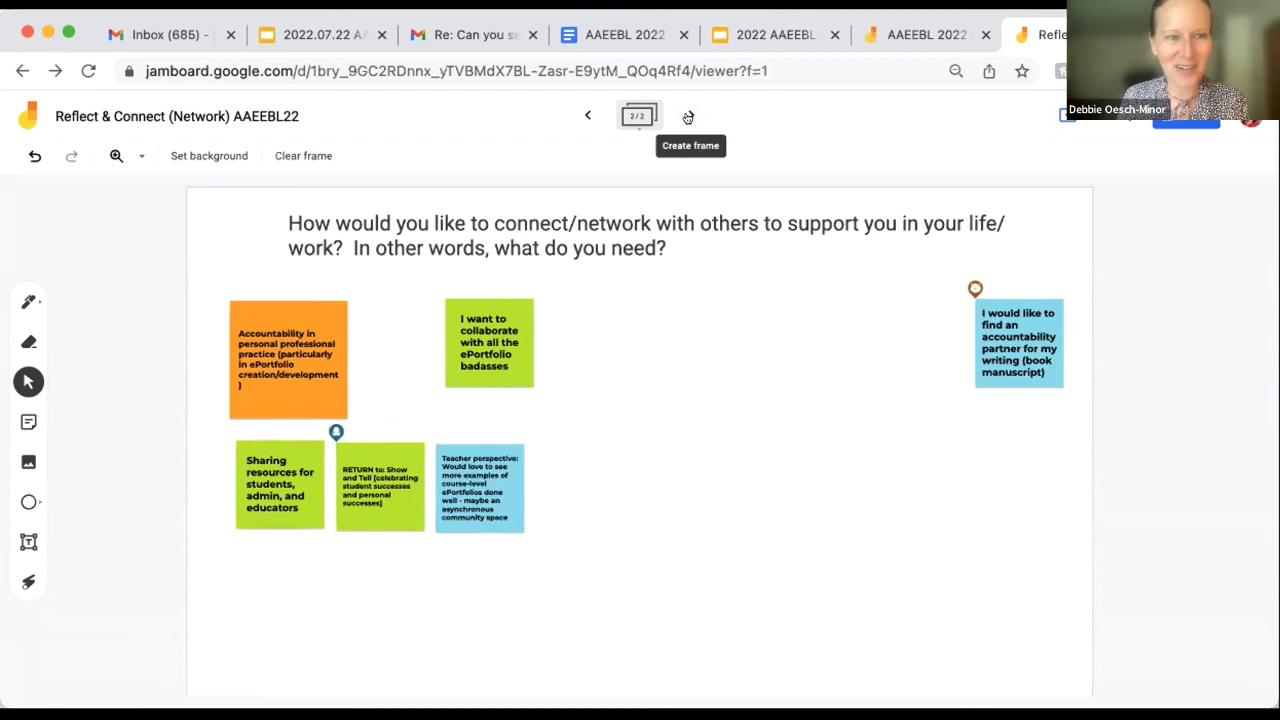 Inbox (685) -
2022.07.22 A
Re: Can you s
AAEEBL 2022
2022 AAEEBL
AAEEBL 2022
Refle
jamboard.google.com/d/1bry_9GC2RDnnx_yTVBMdX7BL-Zasr-E9ytM_QOq4Rf4/viewer?f=1
Debbie Oesch-Minor
Reflect & Connect (Network) AAEEBL22
2 / 2
Create frame
Set background
Clear frame
How would you like to connect/network with others to support you in your life/
work? In other words, what do you need?
Accountability in
personal professional
practice (particularly
in ePortfolio
creation/development
)
I want to
collaborate
with all the
ePortfolio
badasses
I would like to
find an
accountability
partner for my
writing (book
manuscript)
Sharing
resources for
students,
admin, and
educators
RETURN to: Show
and Tell [celebrating
student successes
and personal
successes]
Teacher perspective:
Would love to see
more examples of
course-level
ePortfolios done
well - maybe an
asynchronous
community space